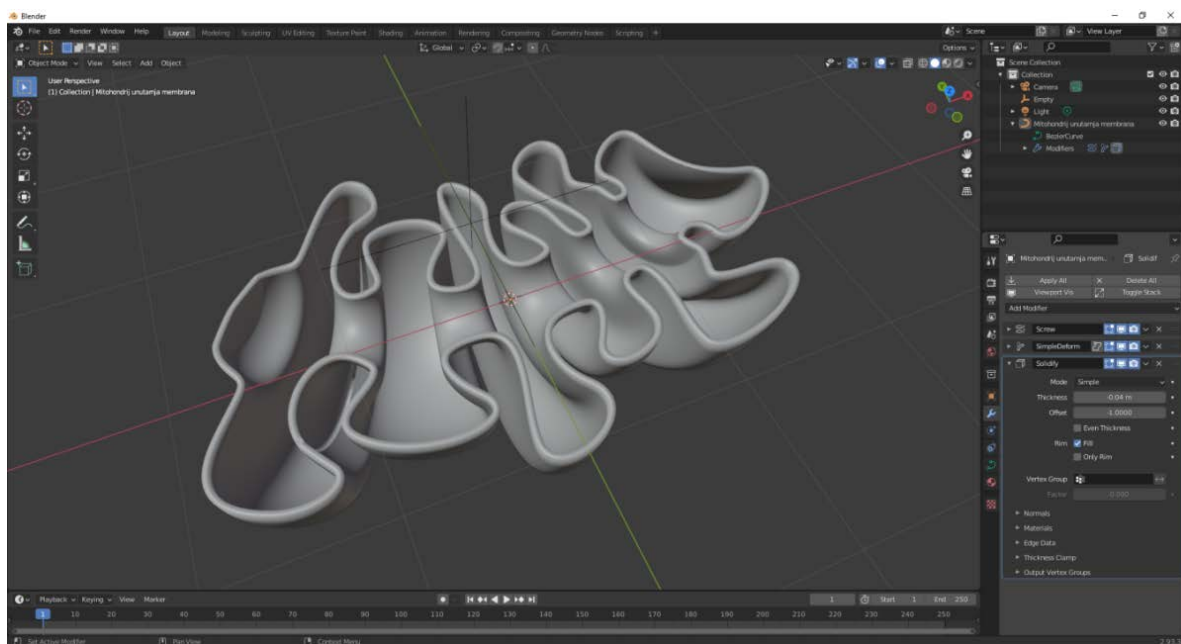 Blender
File Edit Render Window Help Layout Modeling Sculpting UV Editing Texture Paint Shading Animation Rendering Compositing Geometry Nodes Scripting + Scene View Layer
Global Options
Object Mode View Select Add Object
User Perspective
(1) Collection | Mitohondrij unutarnja membrana
Scene Collection
Collection
Camera
Empty
Light
Mitohondrij unutarnja membrana
BezierCurve
Modifiers
Mitohondrij unutarnja mem... Solidif
Apply All Delete All
Viewport Vis Toggle Stack
Add Modifier
Screw
SimpleDeform
Solidify
Mode Simple
Thickness -0.04 m
Offset -1.0000
Even Thickness
Rim Fill
Only Rim
Vertex Group
Factor 0.000
Normals
Materials
Edge Data
Thickness Clamp
Output Vertex Groups
Playback Keying View Marker 1 Start 1 End 250
1 10 20 30 40 50 60 70 80 90 100 110 120 130 140 150 160 170 180 190 200 210 220 230 240 250
Set Active Modifier Pan View Context Menu